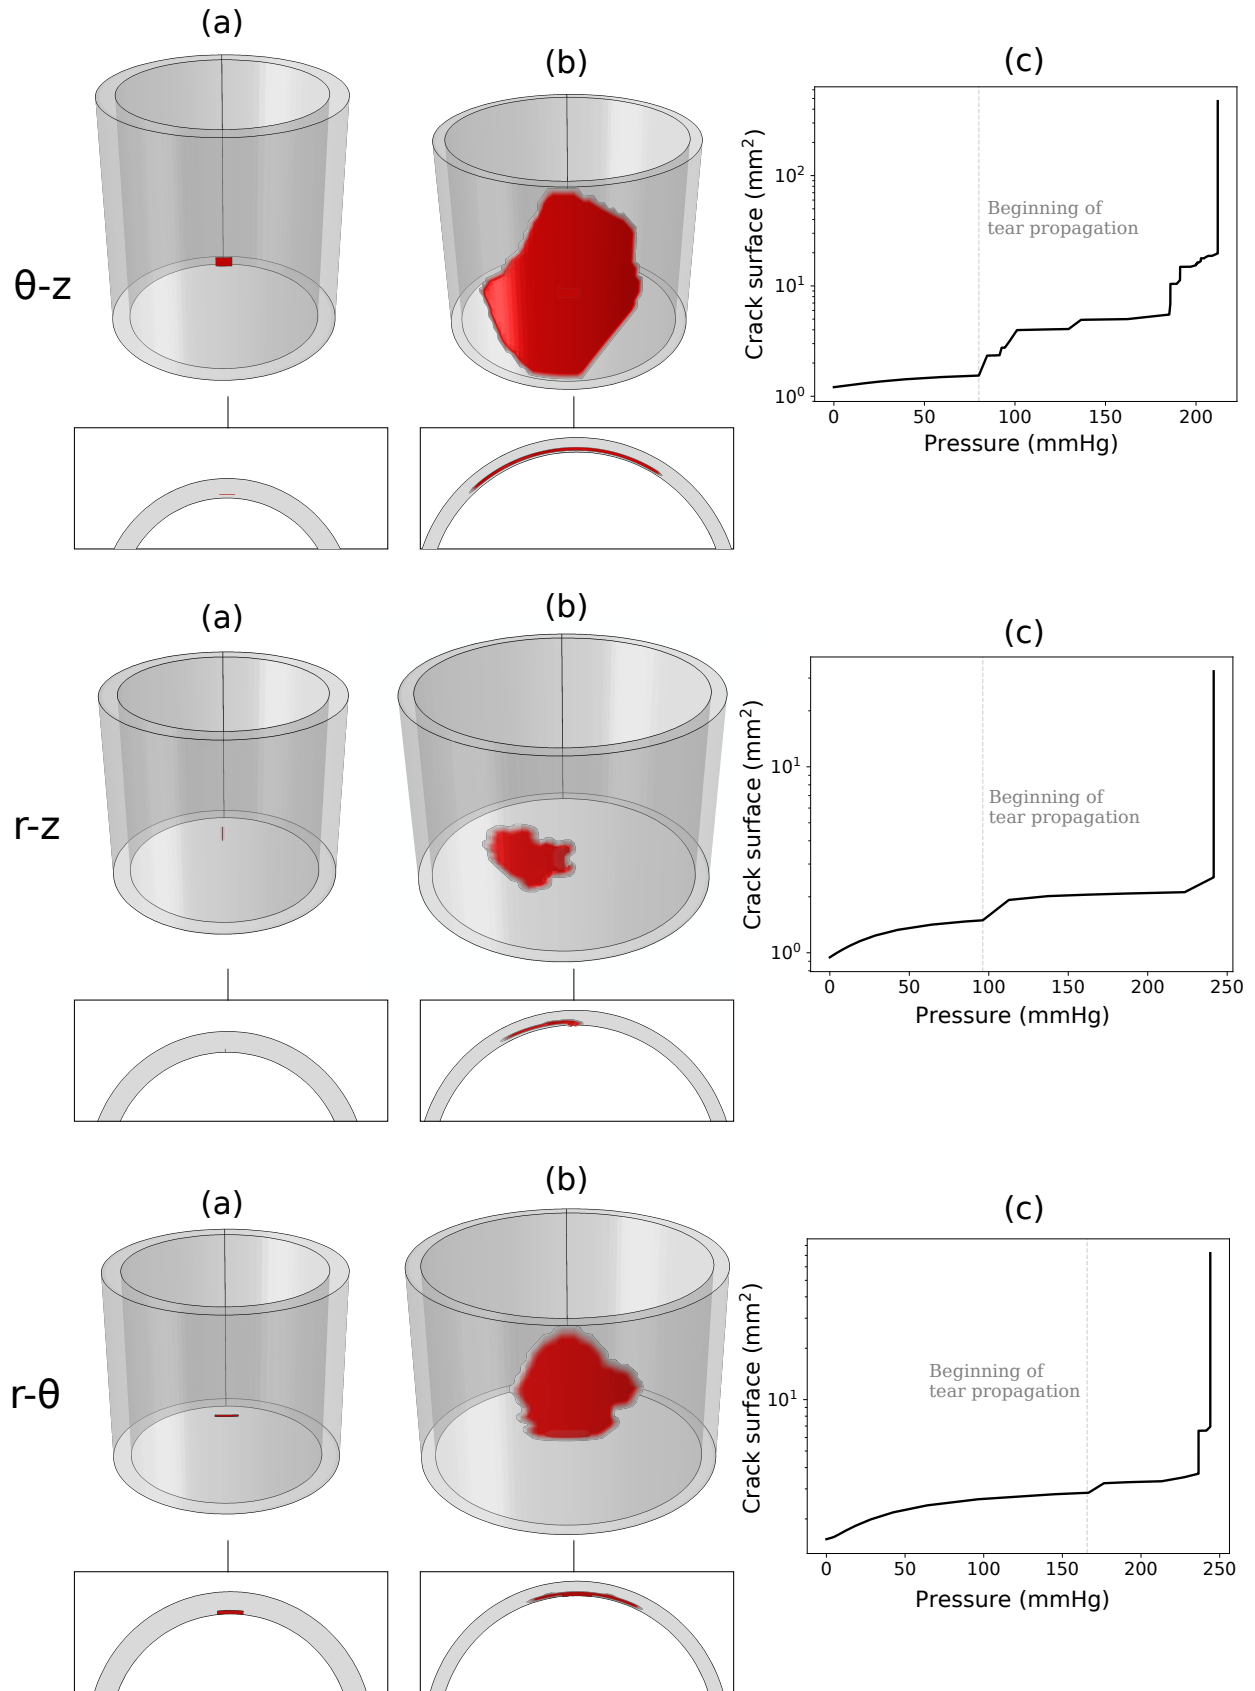 (a)
(b)
(c)
θ-z
Crack surface (mm²)
10²
10¹
10⁰
Beginning of
tear propagation
0 50 100 150 200
Pressure (mmHg)
(a)
(b)
(c)
r-z
Crack surface (mm²)
10¹
10⁰
Beginning of
tear propagation
0 50 100 150 200 250
Pressure (mmHg)
(a)
(b)
(c)
r-θ
Crack surface (mm²)
10¹
Beginning of
tear propagation
0 50 100 150 200 250
Pressure (mmHg)